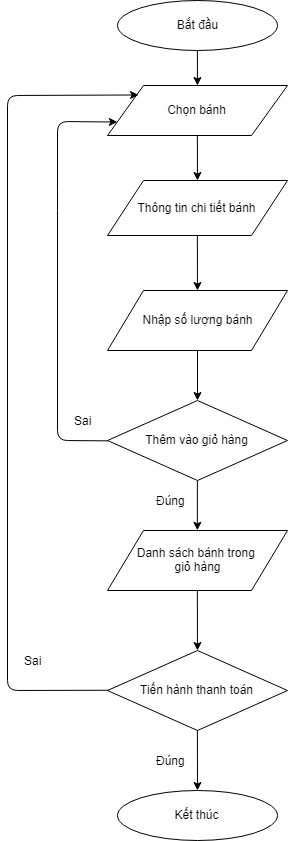 Bắt đầu
Chọn bánh
Thông tin chi tiết bánh
Nhập số lượng bánh
Thêm vào giỏ hàng
Sai
Đúng
Danh sách bánh trong
giỏ hàng
Tiến hành thanh toán
Sai
Đúng
Kết thúc